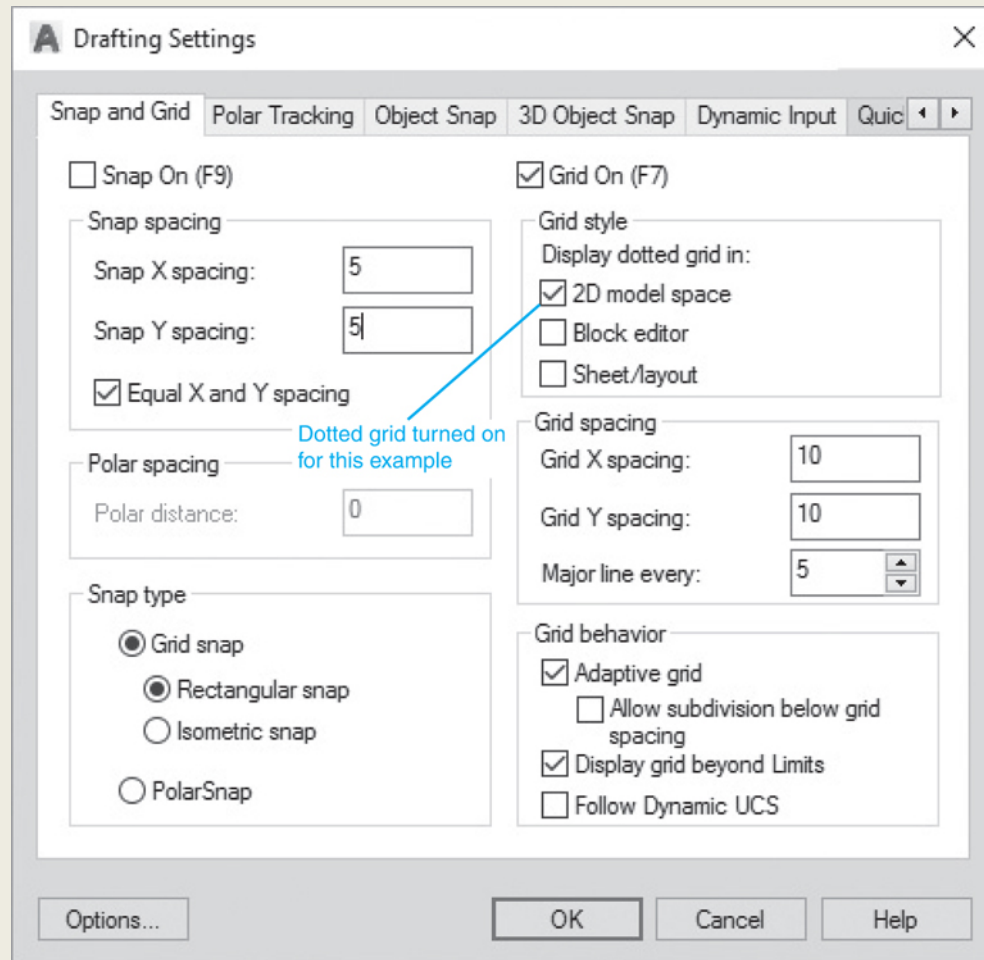 Drafting Settings
Snap and Grid Polar Tracking Object Snap 3D Object Snap Dynamic Input Quic
Snap On (F9)
Snap spacing
Snap X spacing: 5
Snap Y spacing: 5
Equal X and Y spacing
Dotted grid turned on
for this example
Polar spacing
Polar distance: 0
Snap type
Grid snap
Rectangular snap
Isometric snap
PolarSnap
Grid On (F7)
Grid style
Display dotted grid in:
2D model space
Block editor
Sheet/layout
Grid spacing
Grid X spacing: 10
Grid Y spacing: 10
Major line every: 5
Grid behavior
Adaptive grid
Allow subdivision below grid
spacing
Display grid beyond Limits
Follow Dynamic UCS
Options... OK Cancel Help